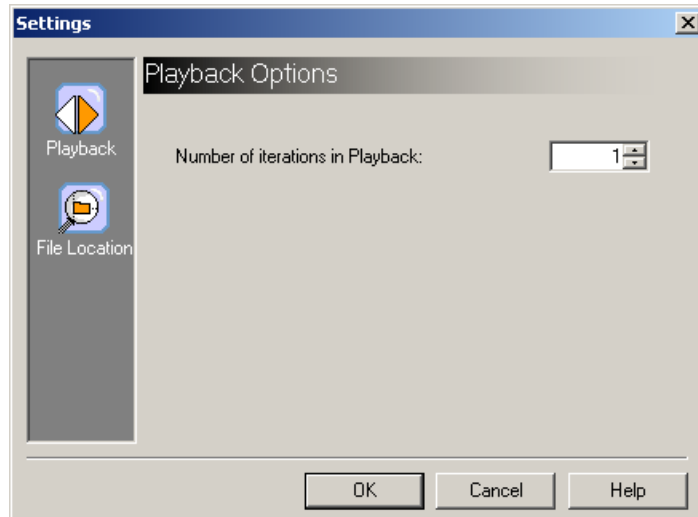 Settings
Playback Options
Playback
Number of iterations in Playback:
1
File Location
OK
Cancel
Help